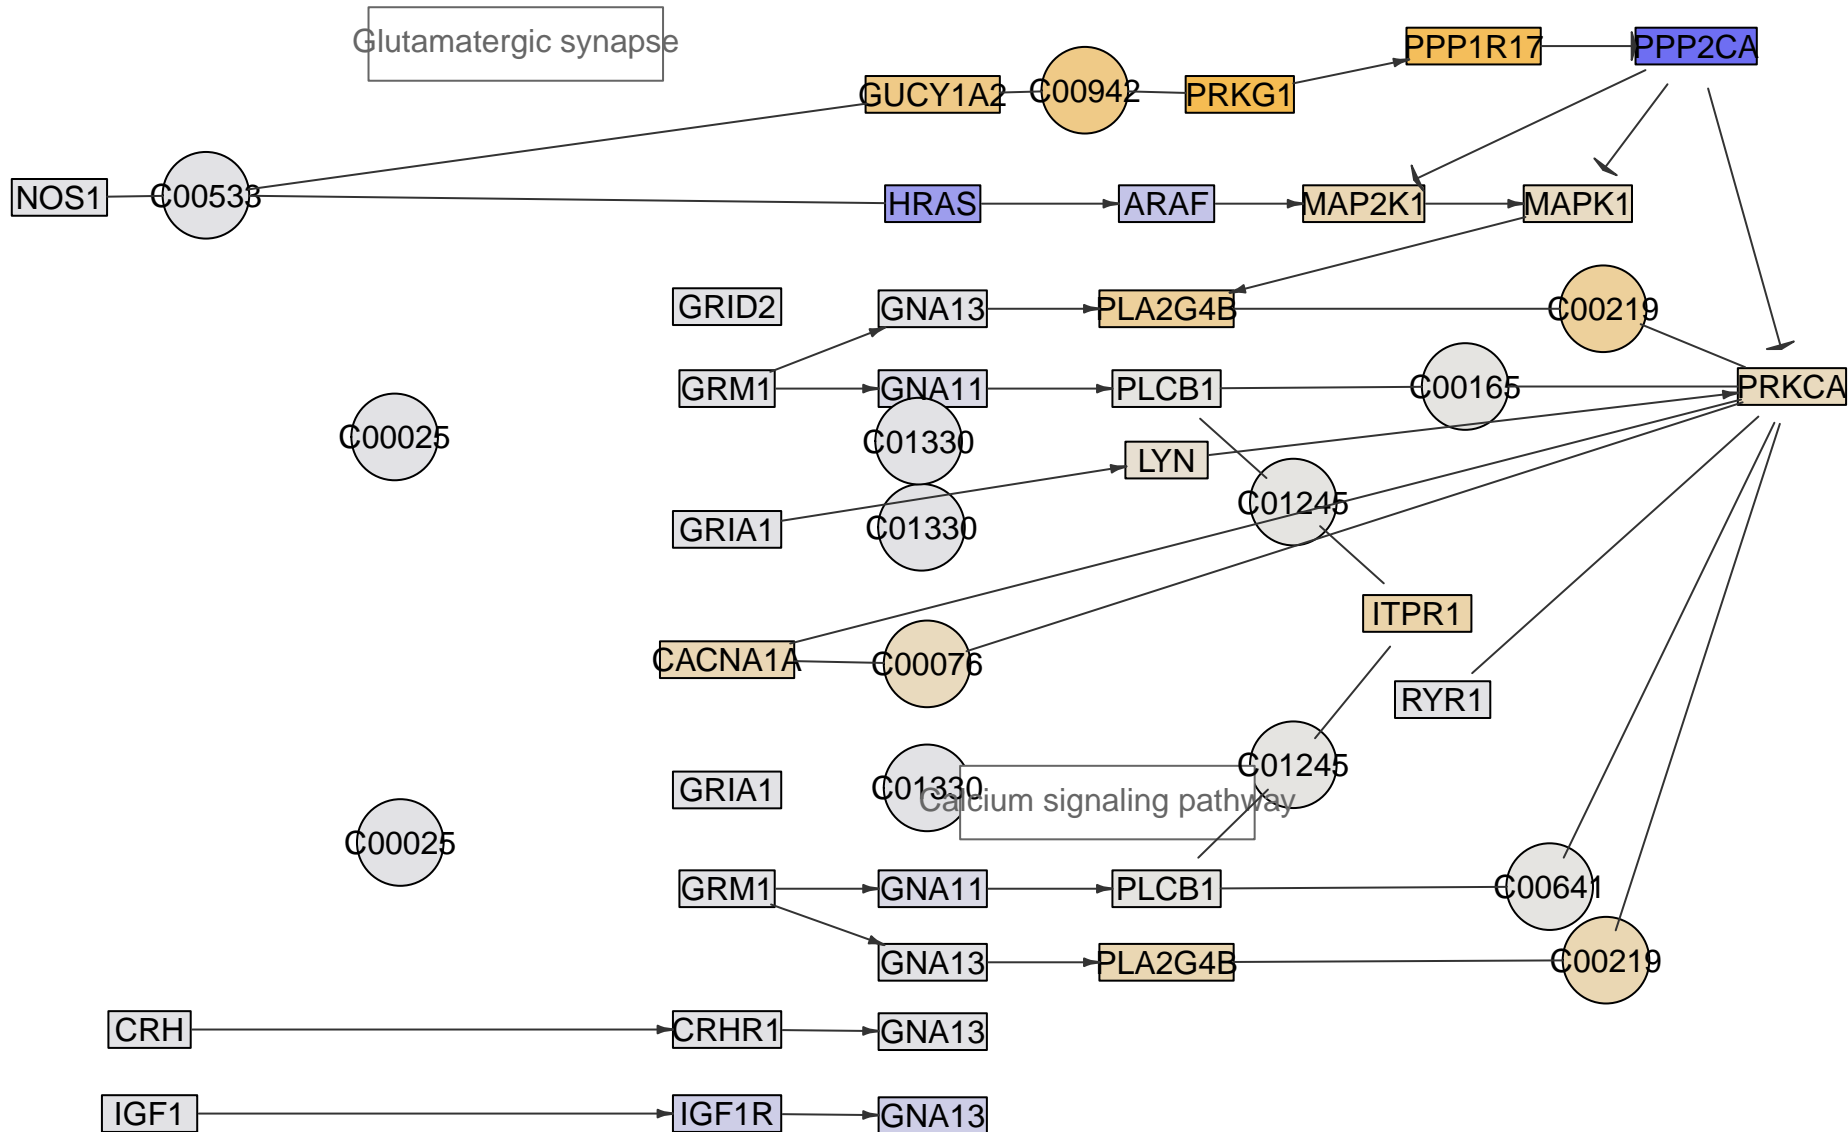 Glutamatergic synapse
PPP1R17
PPP2CA
GUCY1A2
C00942
PRKG1
NOS1
C00533
HRAS
ARAF
MAP2K1
MAPK1
GRID2
GNA13
PLA2G4B
C00219
GRM1
GNA11
PLCB1
C00165
PRKCA
C00025
C01330
LYN
C01245
GRIA1
C01330
ITPR1
CACNA1A
C00076
RYR1
C01245
GRIA1
C01330
Calcium signaling pathway
C00025
GRM1
GNA11
PLCB1
C00641
GNA13
PLA2G4B
C00219
CRH
CRHR1
GNA13
IGF1
IGF1R
GNA13